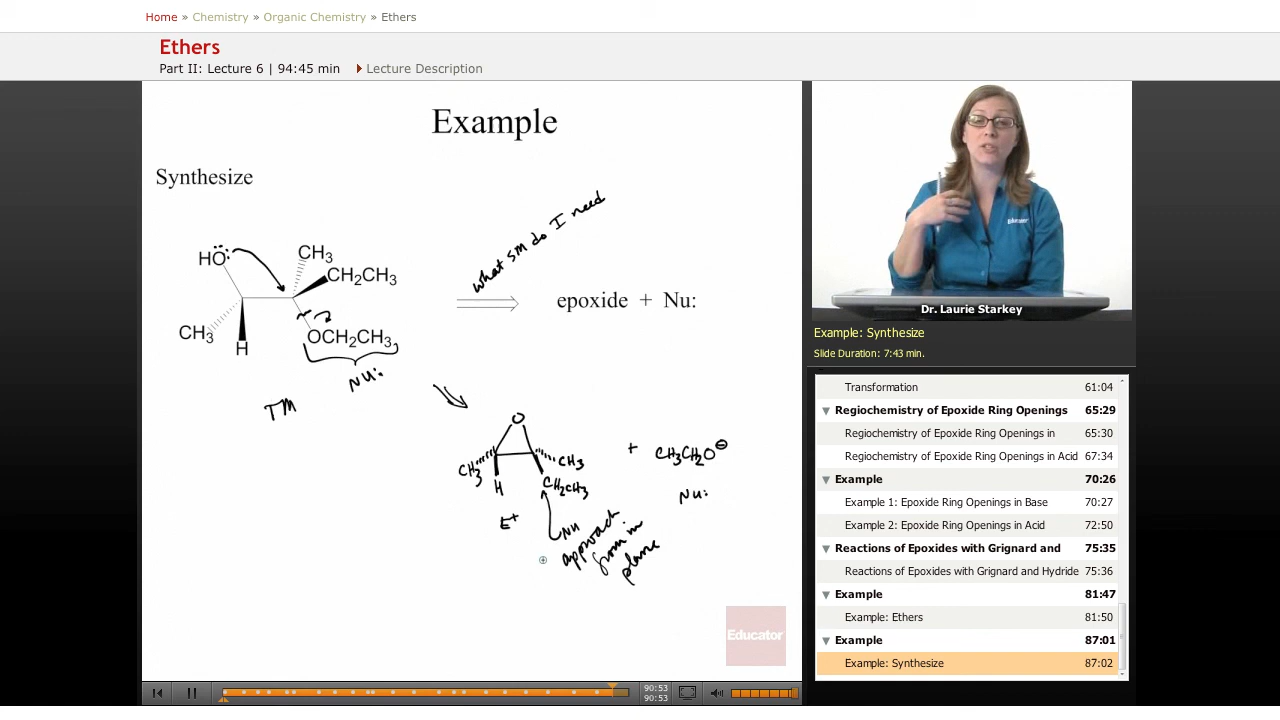 Home » Chemistry » Organic Chemistry » Ethers
Ethers
Part II: Lecture 6 | 94:45 min
Lecture Description
Example
Synthesize
what SM do I need
HO
CH3
CH2CH3
CH3
H
OCH2CH3
Nu:
TM
epoxide + Nu:
O
CH3
H
CH3
CH2CH3
+ CH3CH2O⊖
E+
Nu:
Nu
approach
from in
plane
Educator
Educator
Dr. Laurie Starkey
Example: Synthesize
Slide Duration: 7:43 min.
Transformation 61:04
Regiochemistry of Epoxide Ring Openings 65:29
Regiochemistry of Epoxide Ring Openings in 65:30
Regiochemistry of Epoxide Ring Openings in Acid 67:34
Example 70:26
Example 1: Epoxide Ring Openings in Base 70:27
Example 2: Epoxide Ring Openings in Acid 72:50
Reactions of Epoxides with Grignard and 75:35
Reactions of Epoxides with Grignard and Hydride 75:36
Example 81:47
Example: Ethers 81:50
Example 87:01
Example: Synthesize 87:02
90:53
90:53